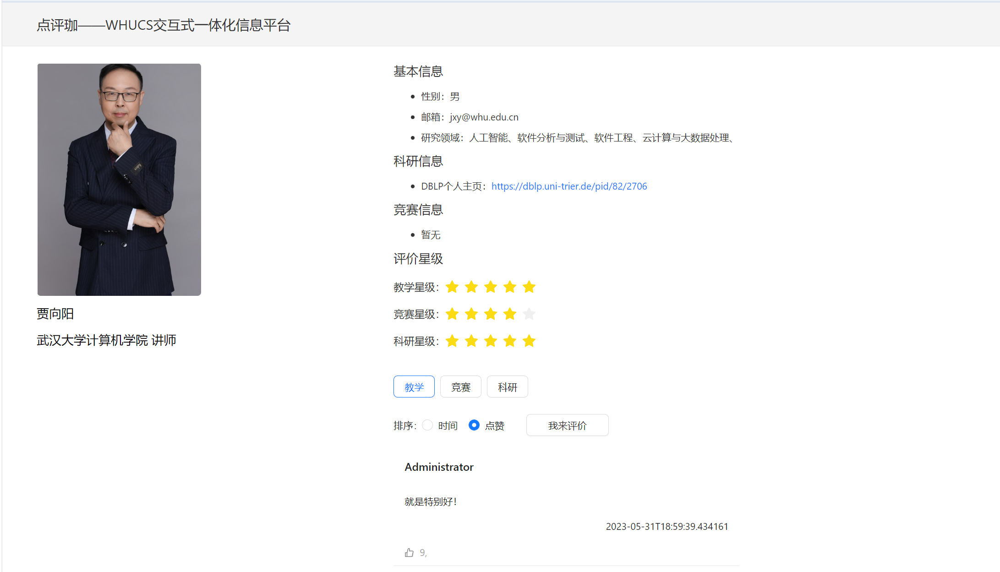 点评珈——WHUCS交互式一体化信息平台
贾向阳
武汉大学计算机学院 讲师
基本信息
性别：男
邮箱：jxy@whu.edu.cn
研究领域：人工智能、软件分析与测试、软件工程、云计算与大数据处理、
科研信息
DBLP个人主页：https://dblp.uni-trier.de/pid/82/2706
竞赛信息
暂无
评价星级
教学星级：
竞赛星级：
科研星级：
教学 竞赛 科研
排序： 时间 点赞 我来评价
Administrator
就是特别好！
2023-05-31T18:59:39.434161
9,